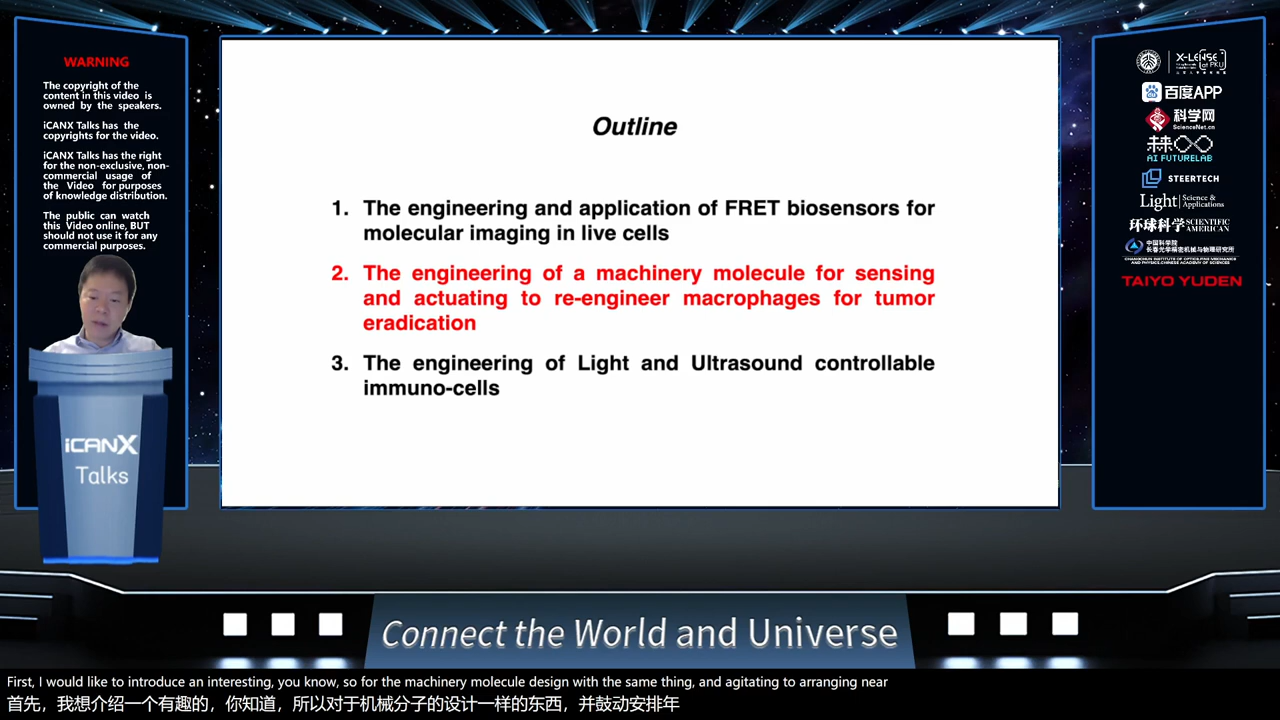 WARNING
The copyright of the
content in this video is
owned by the speakers.
iCANX Talks has the
copyrights for the video.
iCANX Talks has the right
for the non-exclusive, non-
commercial usage of
the Video for purposes
of knowledge distribution.
The public can watch
this Video online, BUT
should not use it for any
commercial purposes.
iCANX
Talks
Outline
1. The engineering and application of FRET biosensors for
molecular imaging in live cells
2. The engineering of a machinery molecule for sensing
and actuating to re-engineer macrophages for tumor
eradication
3. The engineering of Light and Ultrasound controllable
immuno-cells
X-LENSE
at PKU
百度APP
科学网
ScienceNet.cn
AI FUTURELAB
STEERTECH
Light Science & Applications
环球科学 SCIENTIFIC AMERICAN
中国科学院
长春光学精密机械与物理研究所
CHANGCHUN INSTITUTE OF OPTICS, FINE MECHANICS
AND PHYSICS, CHINESE ACADEMY OF SCIENCES
TAIYO YUDEN
Connect the World and Universe
First, I would like to introduce an interesting, you know, so for the machinery molecule design with the same thing, and agitating to arranging near
首先，我想介绍一个有趣的，你知道，所以对于机械分子的设计一样的东西，并鼓动安排年